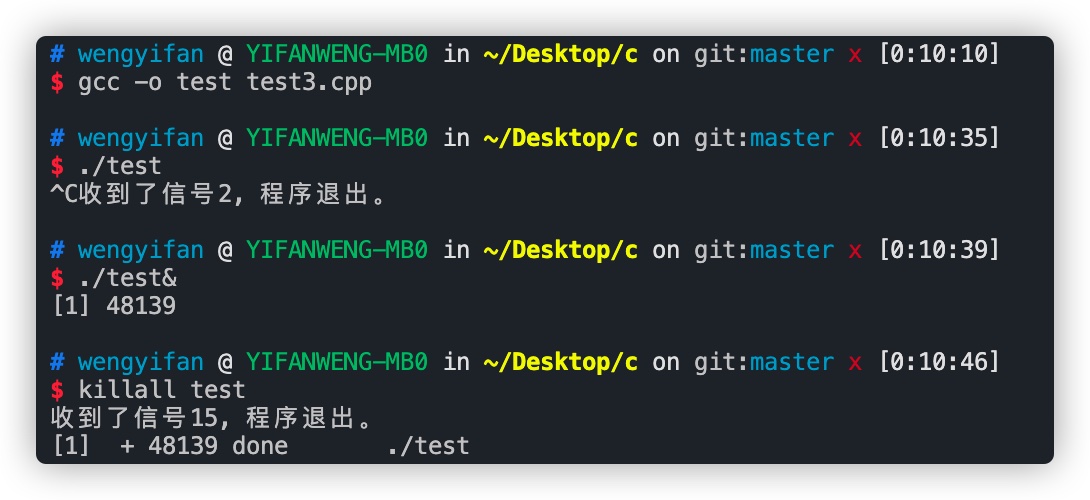 # wengyifan @ YIFANWENG-MB0 in ~/Desktop/c on git:master x [0:10:10]
$ gcc -o test test3.cpp
# wengyifan @ YIFANWENG-MB0 in ~/Desktop/c on git:master x [0:10:35]
$ ./test
^C收到了信号2, 程序退出。
# wengyifan @ YIFANWENG-MB0 in ~/Desktop/c on git:master x [0:10:39]
$ ./test&
[1] 48139
# wengyifan @ YIFANWENG-MB0 in ~/Desktop/c on git:master x [0:10:46]
$ killall test
收到了信号15, 程序退出。
[1]  + 48139 done       ./test